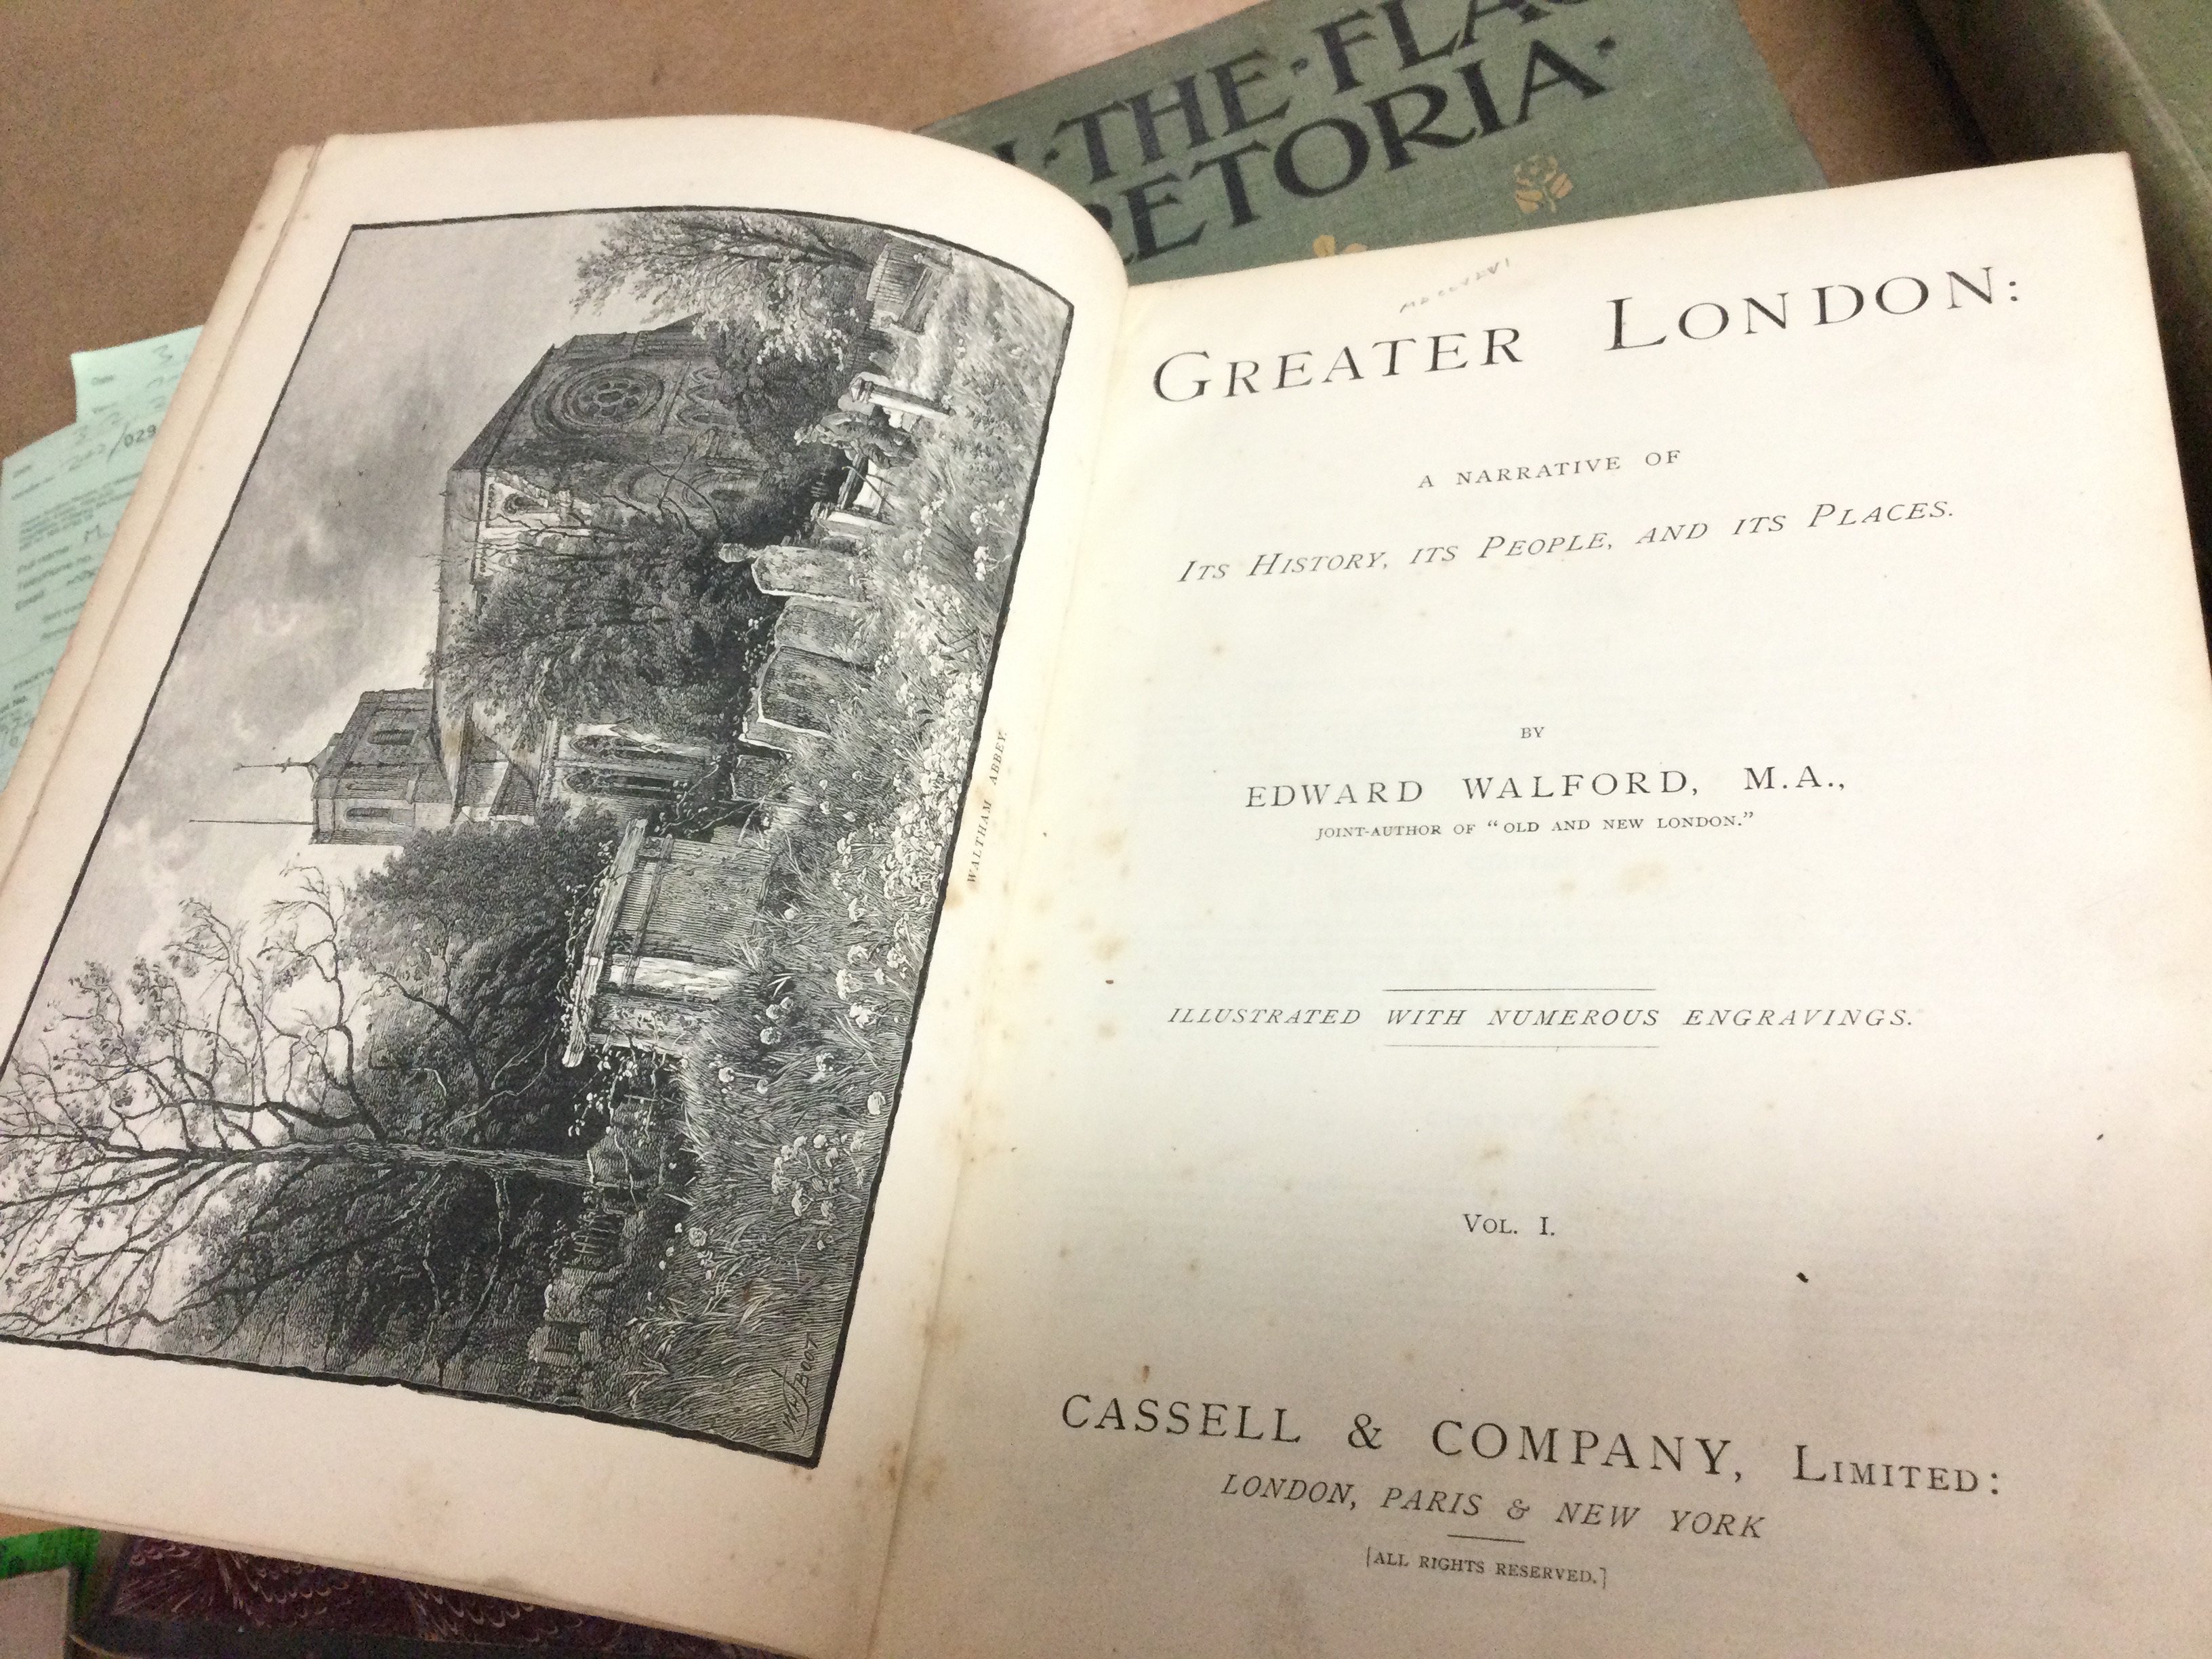 THE · FLA
RETORIA ·
029
WALTHAM ABBEY.
W H J BOOT
GREATER LONDON:
A NARRATIVE OF
ITS HISTORY, ITS PEOPLE, AND ITS PLACES.
BY
EDWARD WALFORD, M.A.,
JOINT-AUTHOR OF "OLD AND NEW LONDON."
ILLUSTRATED WITH NUMEROUS ENGRAVINGS.
VOL. I.
CASSELL & COMPANY, LIMITED:
LONDON, PARIS & NEW YORK
[ALL RIGHTS RESERVED.]